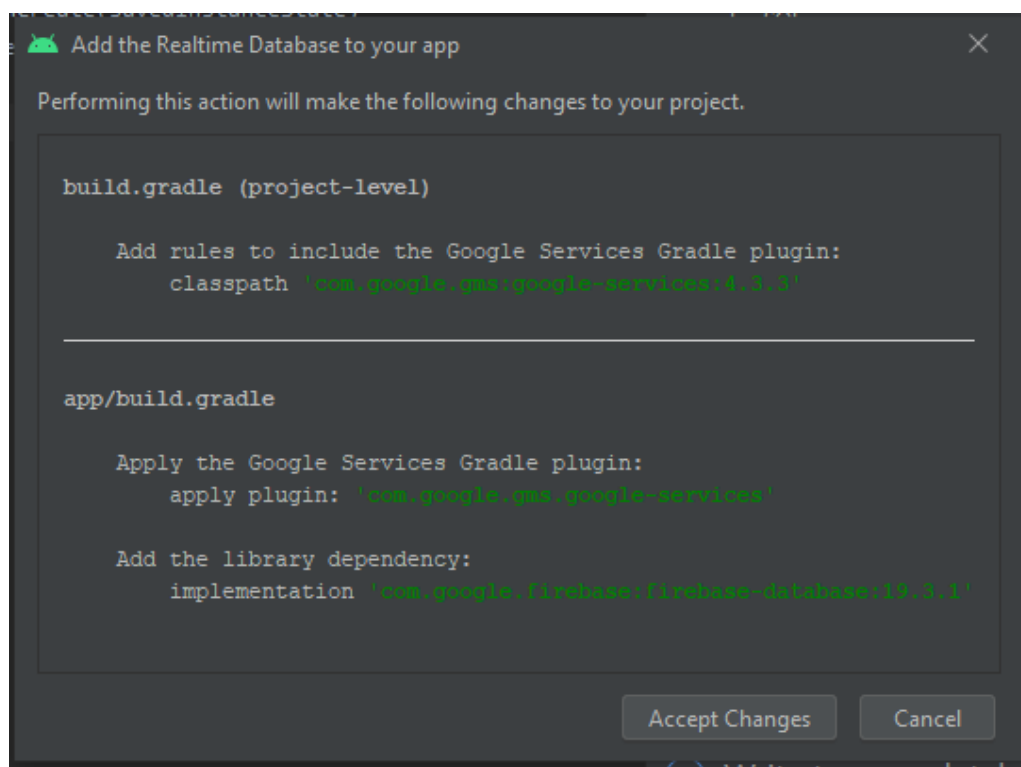 Add the Realtime Database to your app
Performing this action will make the following changes to your project.
build.gradle (project-level)
Add rules to include the Google Services Gradle plugin:
classpath 'com.google.gms:google-services:4.3.3'
app/build.gradle
Apply the Google Services Gradle plugin:
apply plugin: 'com.google.gms.google-services'
Add the library dependency:
implementation 'com.google.firebase:firebase-database:19.3.1'
Accept Changes
Cancel